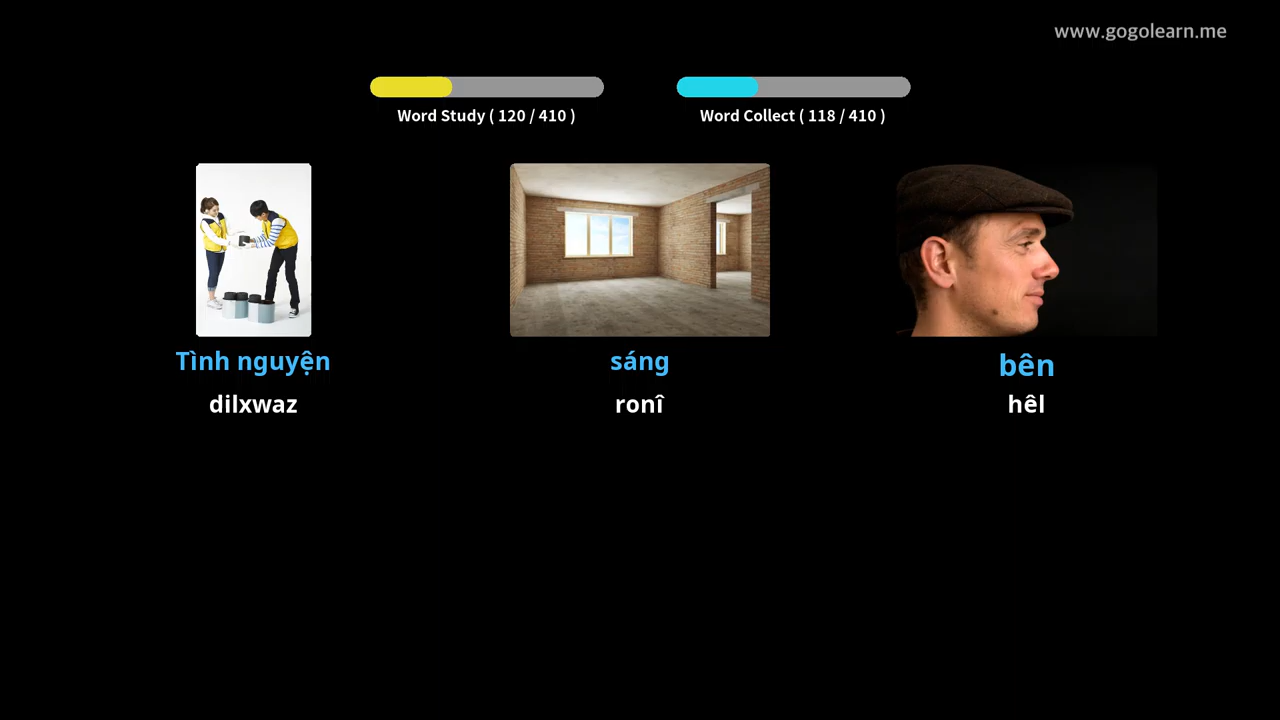 www.gogolearn.me
Word Study ( 120 / 410 )
Word Collect ( 118 / 410 )
Tình nguyện
dilxwaz
sáng
ronî
bên
hêl